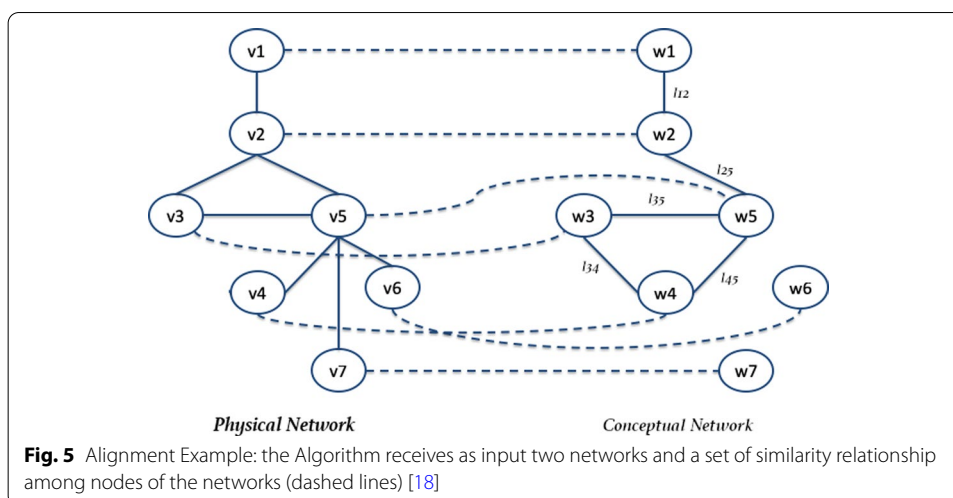 v1 w1
l12
v2 w2
l25
v3 v5 w3 l35 w5
l34 l45
v4 v6 w4 w6
v7 w7
Physical Network Conceptual Network
Fig. 5 Alignment Example: the Algorithm receives as input two networks and a set of similarity relationship
among nodes of the networks (dashed lines) [18]